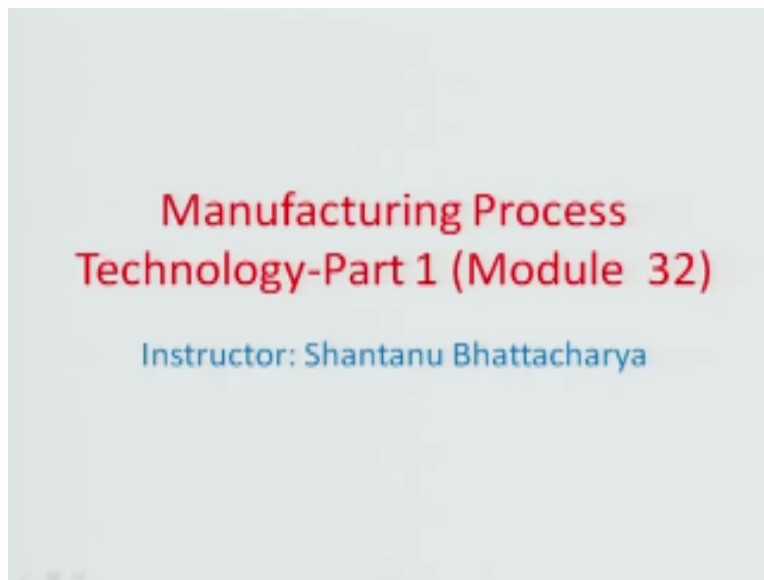 Manufacturing Process
Technology-Part 1 (Module 32)
Instructor: Shantanu Bhattacharya